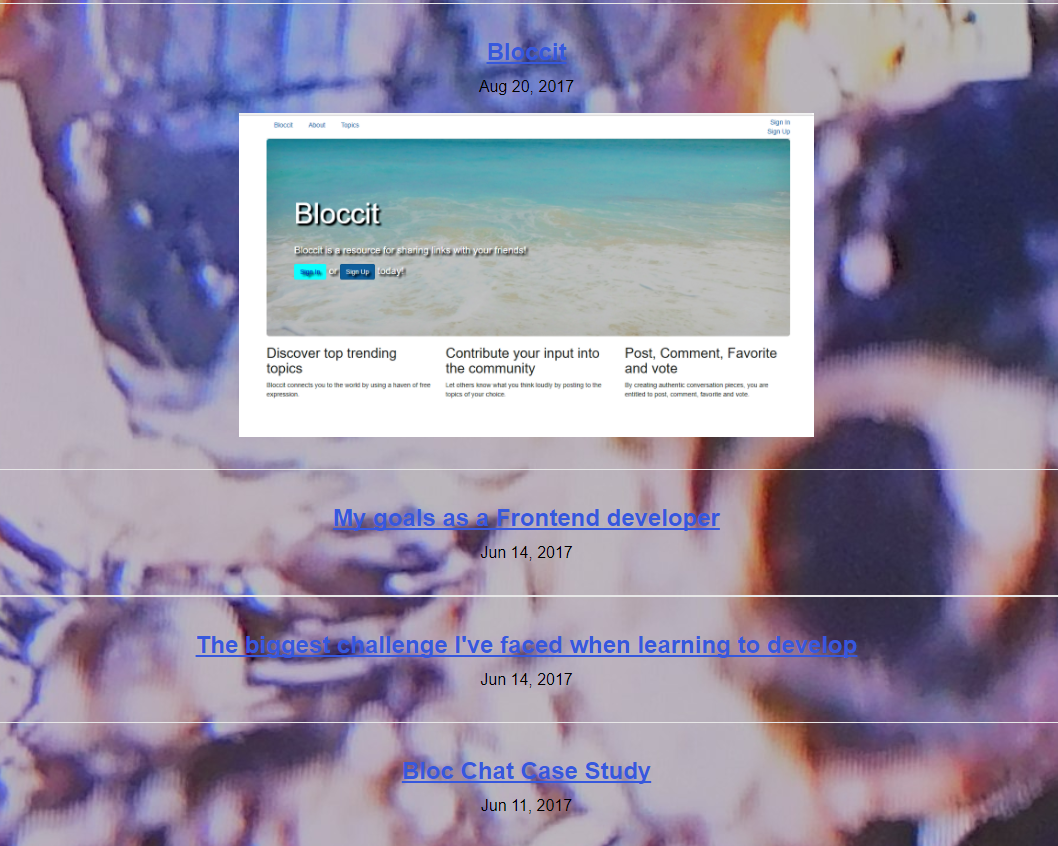 Bloccit
Aug 20, 2017
Bloccit About Topics Sign In
Sign Up
Bloccit
Bloccit is a resource for sharing links with your friends!
Sign In or Sign Up today!
Discover top trending
topics
Bloccit connects you to the world by using a haven of free
expression.
Contribute your input into
the community
Let others know what you think loudly by posting to the
topics of your choice.
Post, Comment, Favorite
and vote
By creating authentic conversation pieces, you are
entitled to post, comment, favorite and vote.
My goals as a Frontend developer
Jun 14, 2017
The biggest challenge I've faced when learning to develop
Jun 14, 2017
Bloc Chat Case Study
Jun 11, 2017